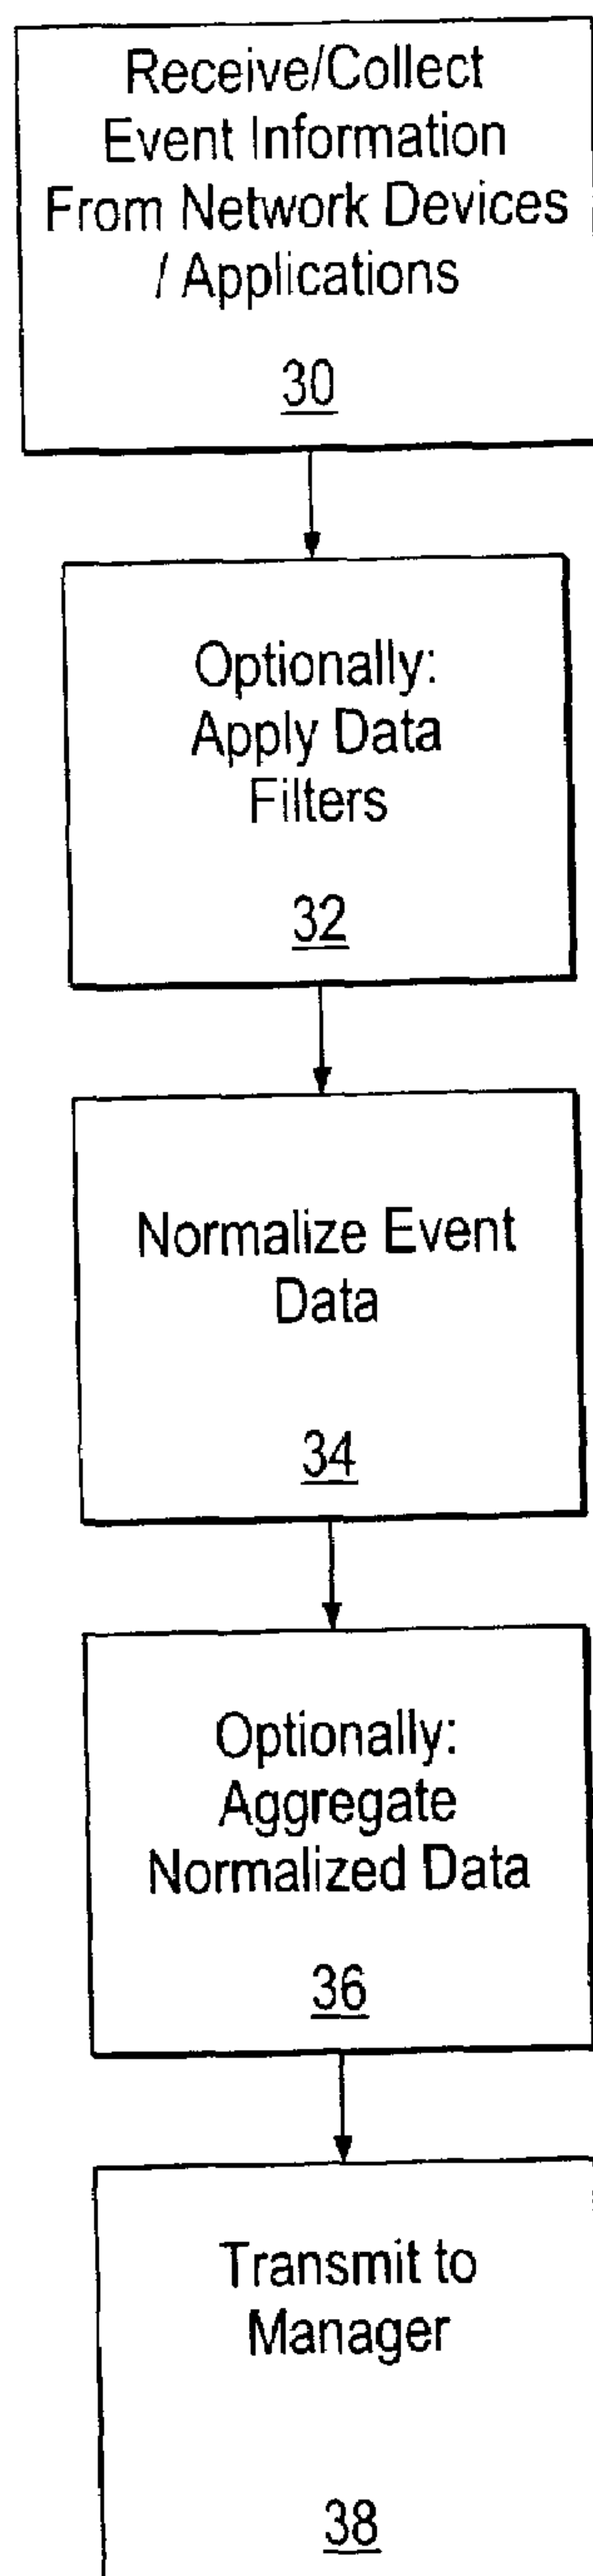 Receive/Collect
Event Information
From Network Devices
/ Applications
30
Optionally:
Apply Data
Filters
32
Normalize Event
Data
34
Optionally:
Aggregate
Normalized Data
36
Transmit to
Manager
38